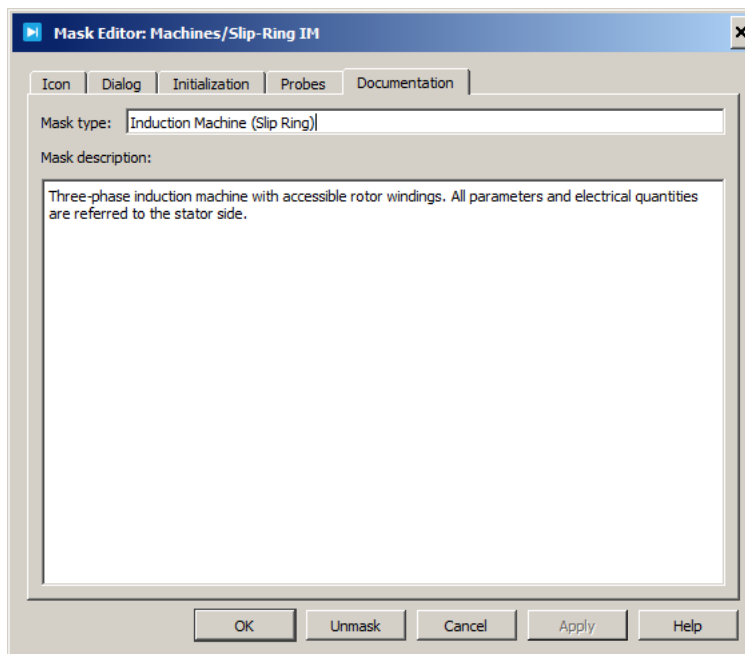 Mask Editor: Machines/Slip-Ring IM
Icon Dialog Initialization Probes Documentation
Mask type: Induction Machine (Slip Ring)
Mask description:
Three-phase induction machine with accessible rotor windings. All parameters and electrical quantities
are referred to the stator side.
OK Unmask Cancel Apply Help